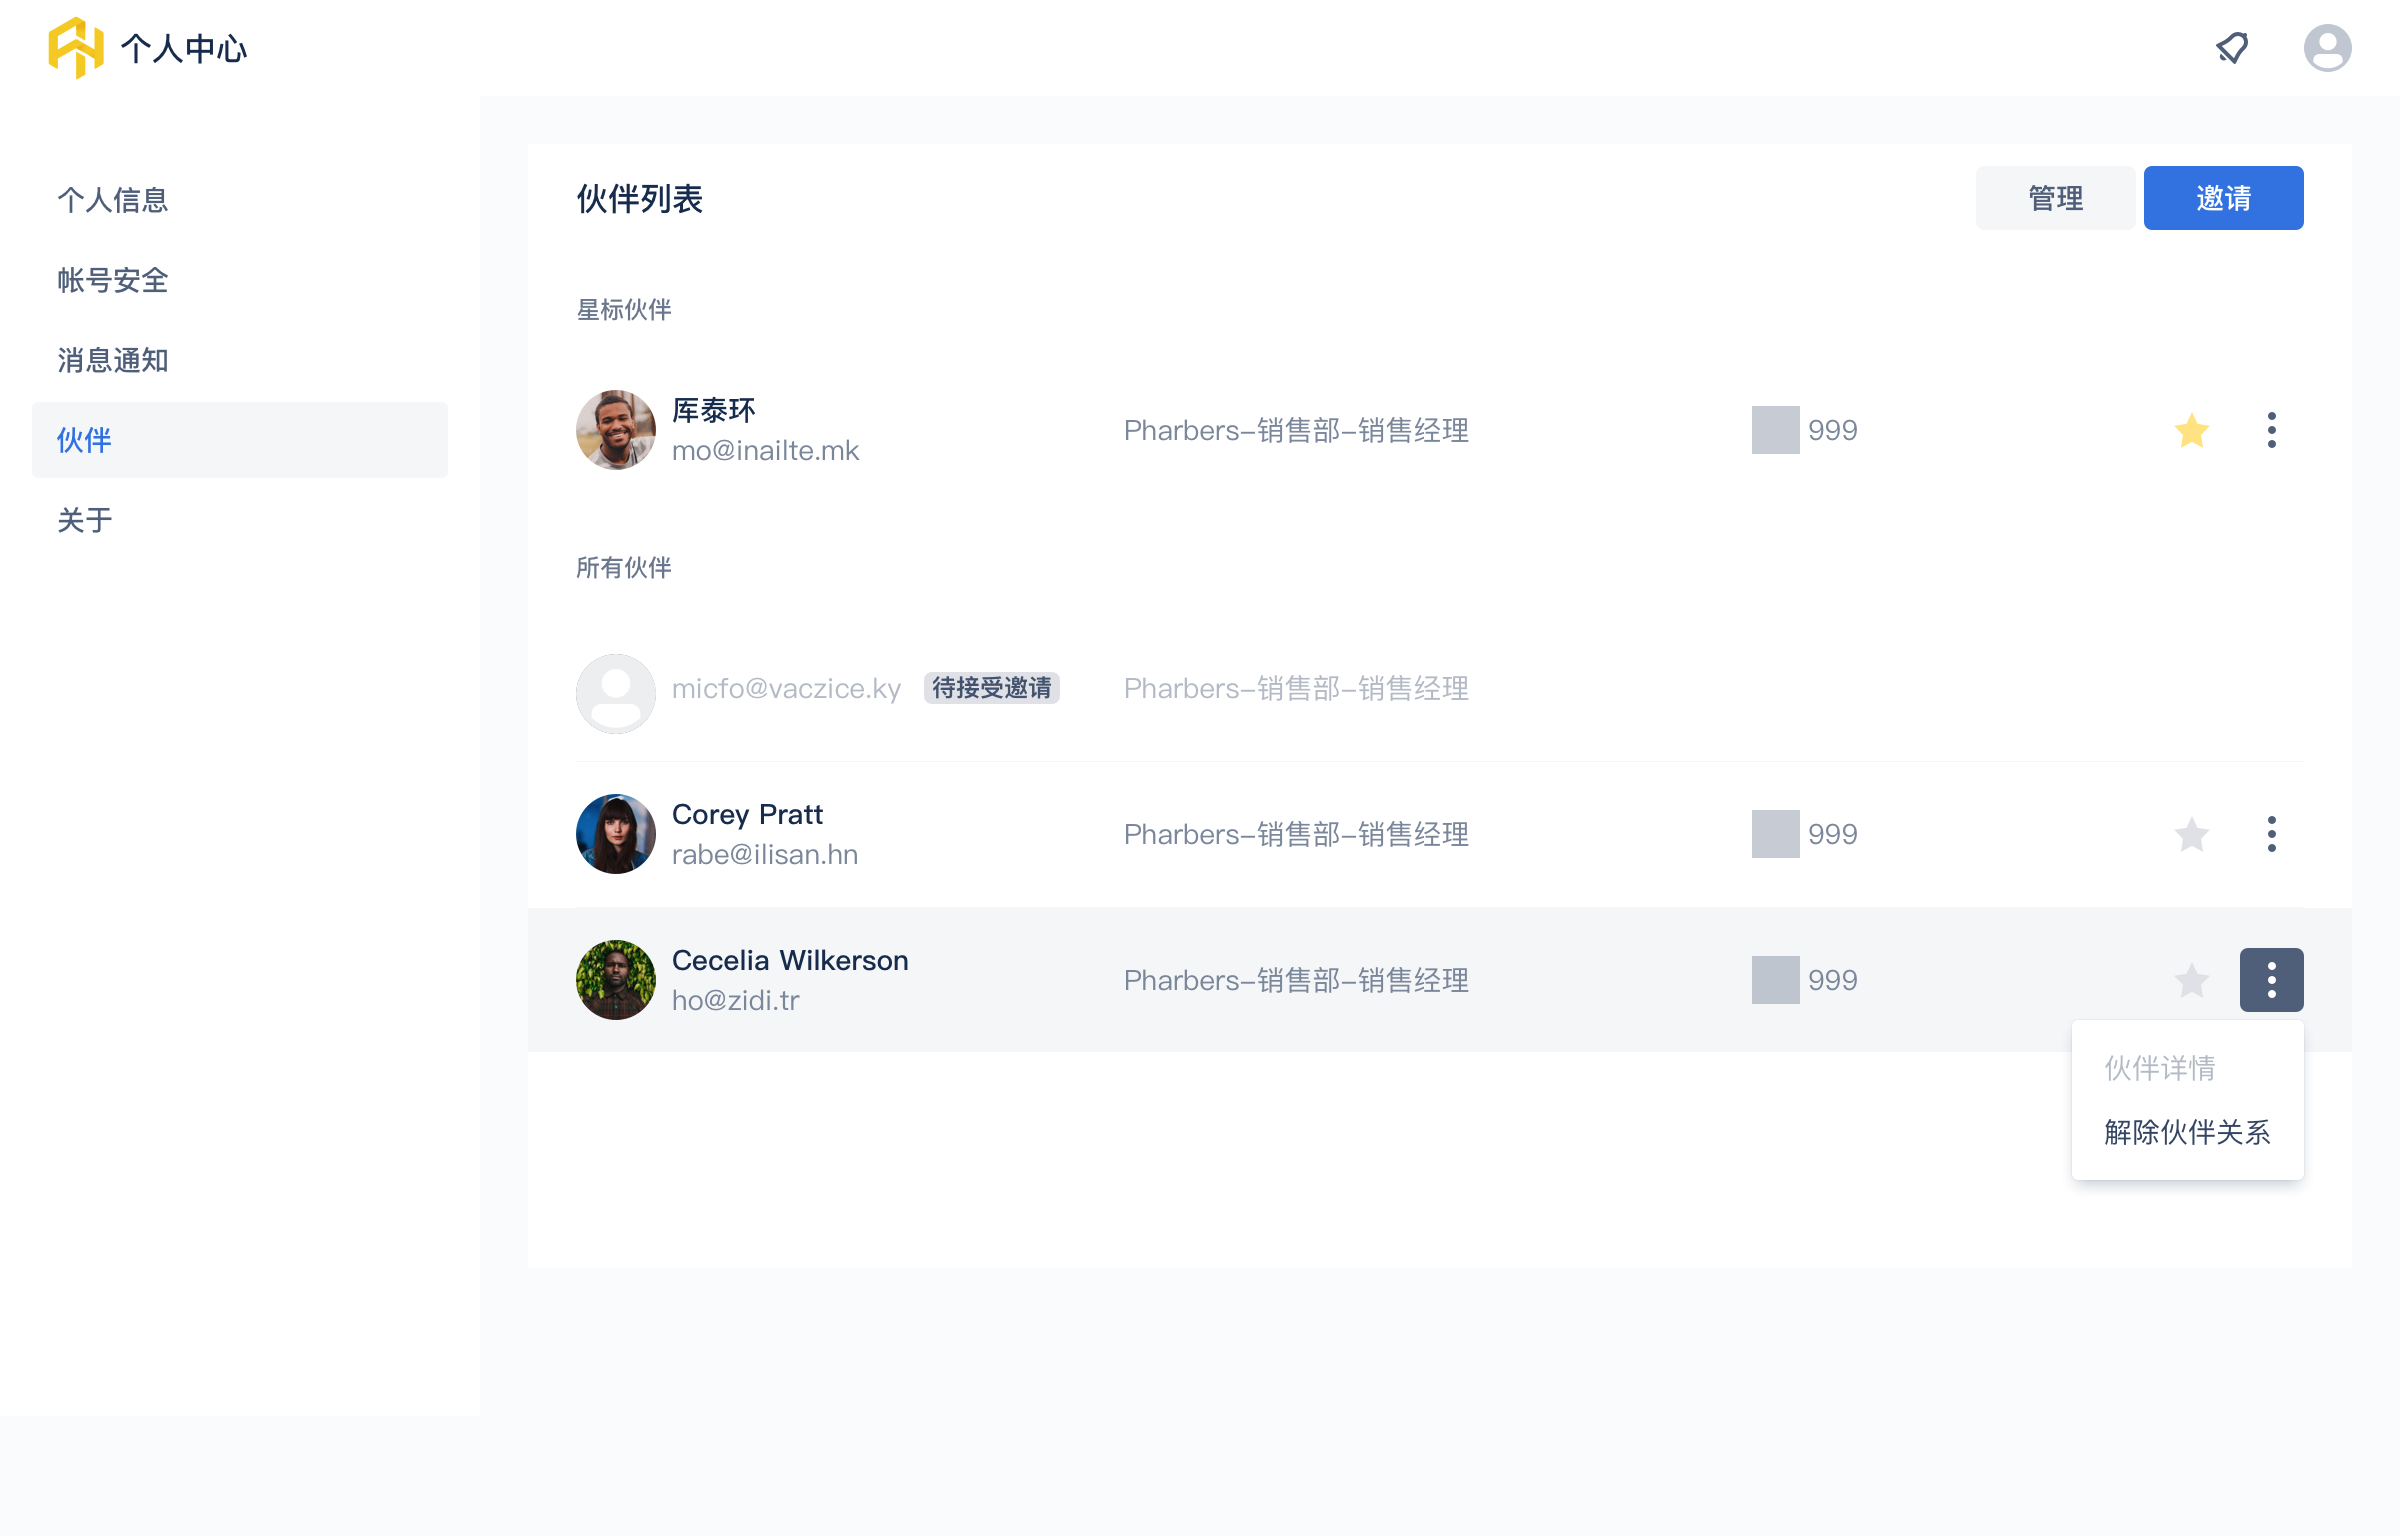 个人中心
个人信息
帐号安全
消息通知
伙伴
关于
伙伴列表
管理
邀请
星标伙伴
厍泰环
mo@inailte.mk
Pharbers-销售部-销售经理
999
所有伙伴
micfo@vaczice.ky
待接受邀请
Pharbers-销售部-销售经理
Corey Pratt
rabe@ilisan.hn
Pharbers-销售部-销售经理
999
Cecelia Wilkerson
ho@zidi.tr
Pharbers-销售部-销售经理
999
伙伴详情
解除伙伴关系